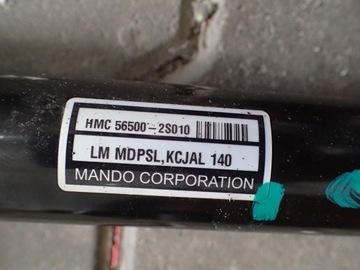 HMC 56500-2S010
LM MDPSL,KCJAL 140
MANDO CORPORATION